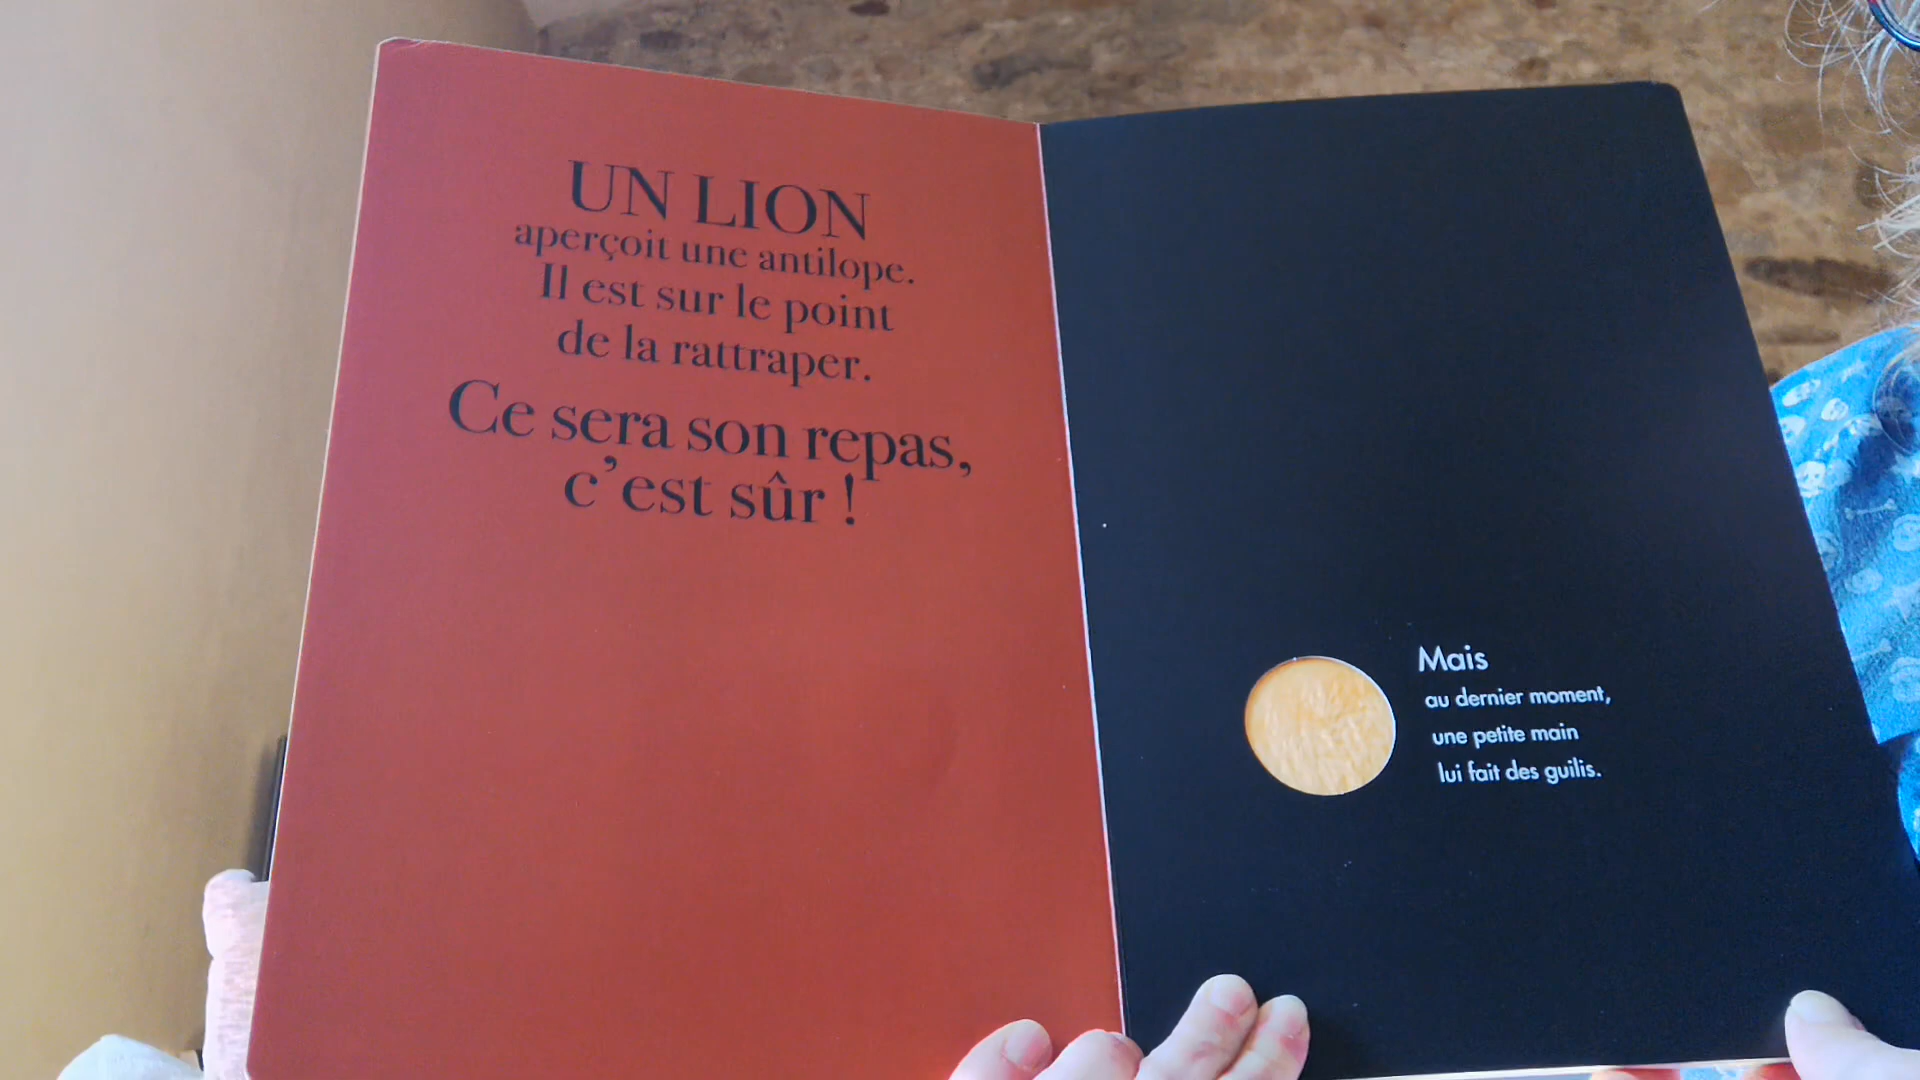 UN LION
aperçoit une antilope.
Il est sur le point
de la rattraper.
Ce sera son repas,
c'est sûr !
Mais
au dernier moment,
une petite main
lui fait des guilis.